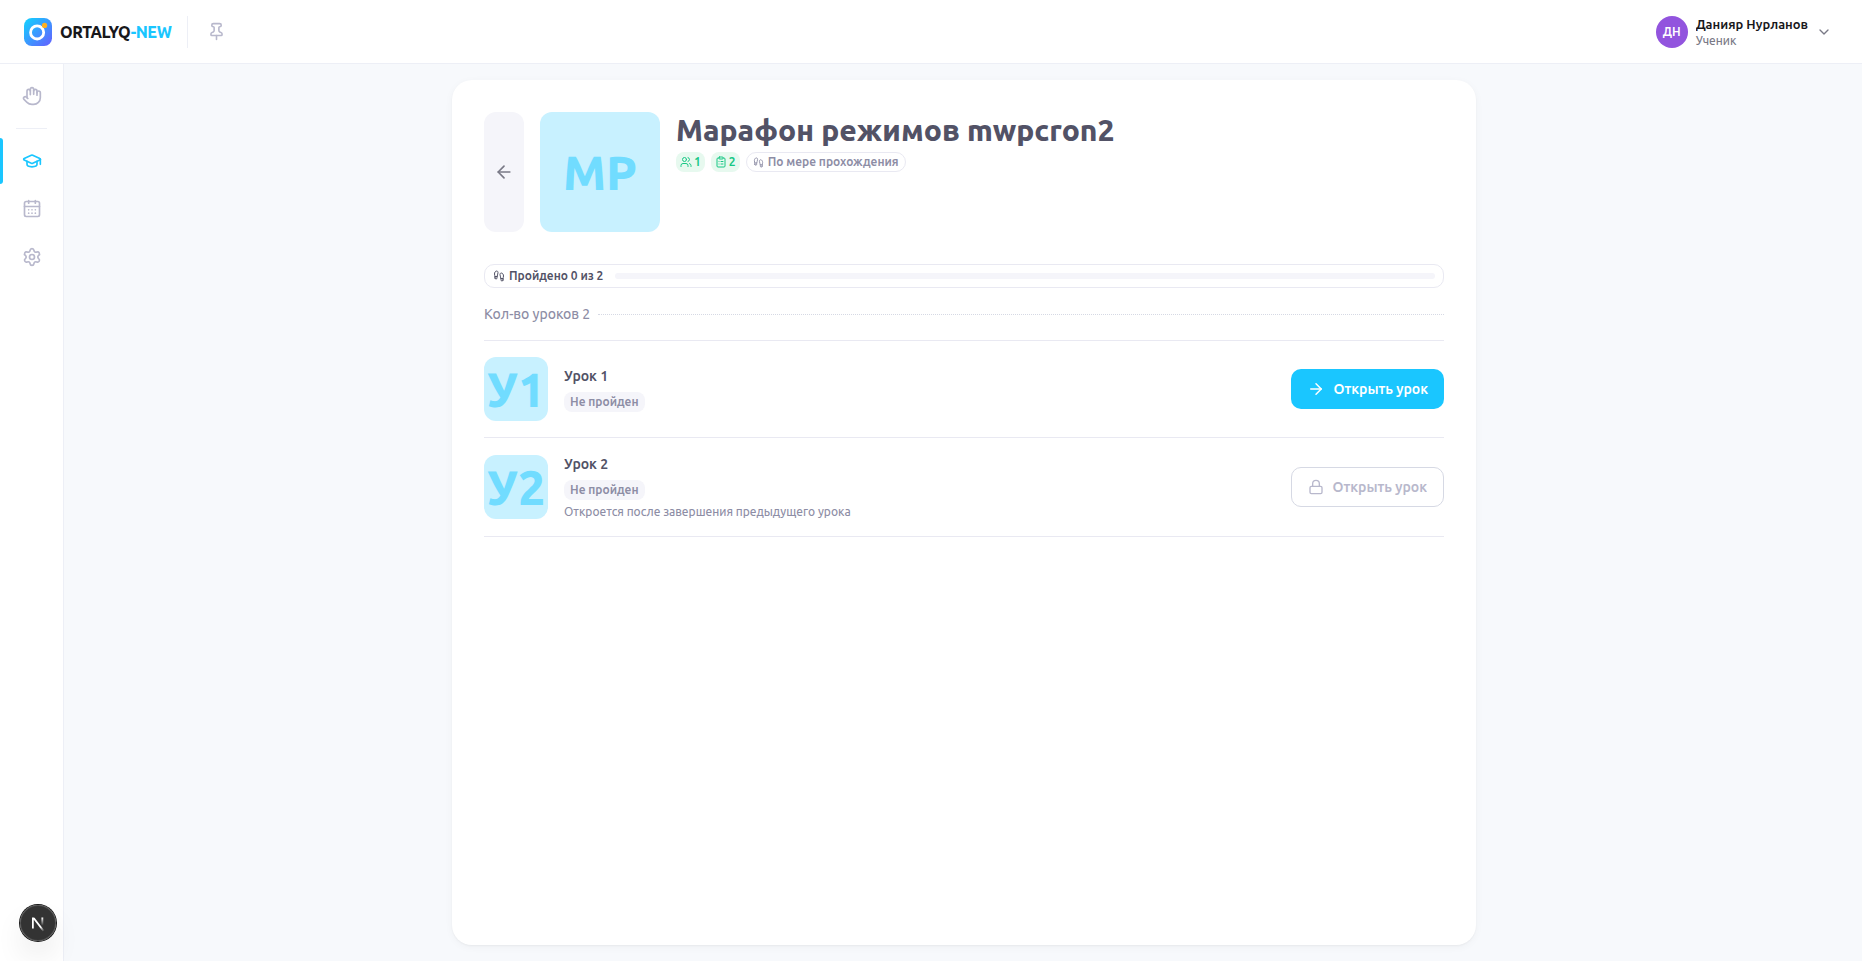 ORTALYQ-NEW
ДН
Данияр Нурланов
Ученик
МР
Марафон режимов mwpcron2
1
2
По мере прохождения
Пройдено 0 из 2
Кол-во уроков 2
У1
Урок 1
Не пройден
Открыть урок
У2
Урок 2
Не пройден
Откроется после завершения предыдущего урока
Открыть урок
N